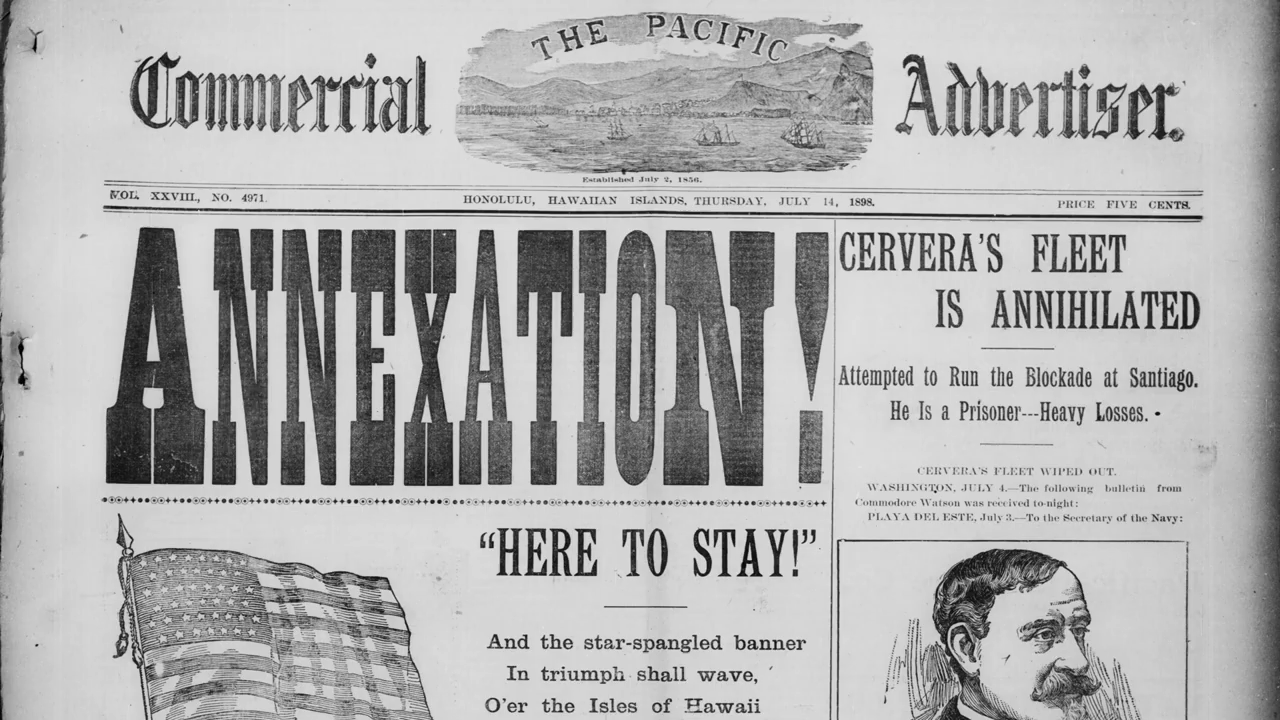 THE PACIFIC
Commercial Advertiser.
Established July 2, 1856.
VOL. XXVIII., NO. 4971.
HONOLULU, HAWAIIAN ISLANDS, THURSDAY, JULY 14, 1898.
PRICE FIVE CENTS.
ANNEXATION!
"HERE TO STAY!"
And the star-spangled banner
In triumph shall wave,
O'er the Isles of Hawaii
CERVERA'S FLEET
IS ANNIHILATED
Attempted to Run the Blockade at Santiago.
He Is a Prisoner---Heavy Losses.
CERVERA'S FLEET WIPED OUT.
WASHINGTON, JULY 4.—The following bulletin from
Commodore Watson was received to-night:
PLAYA DEL ESTE, July 3.—To the Secretary of the Navy: